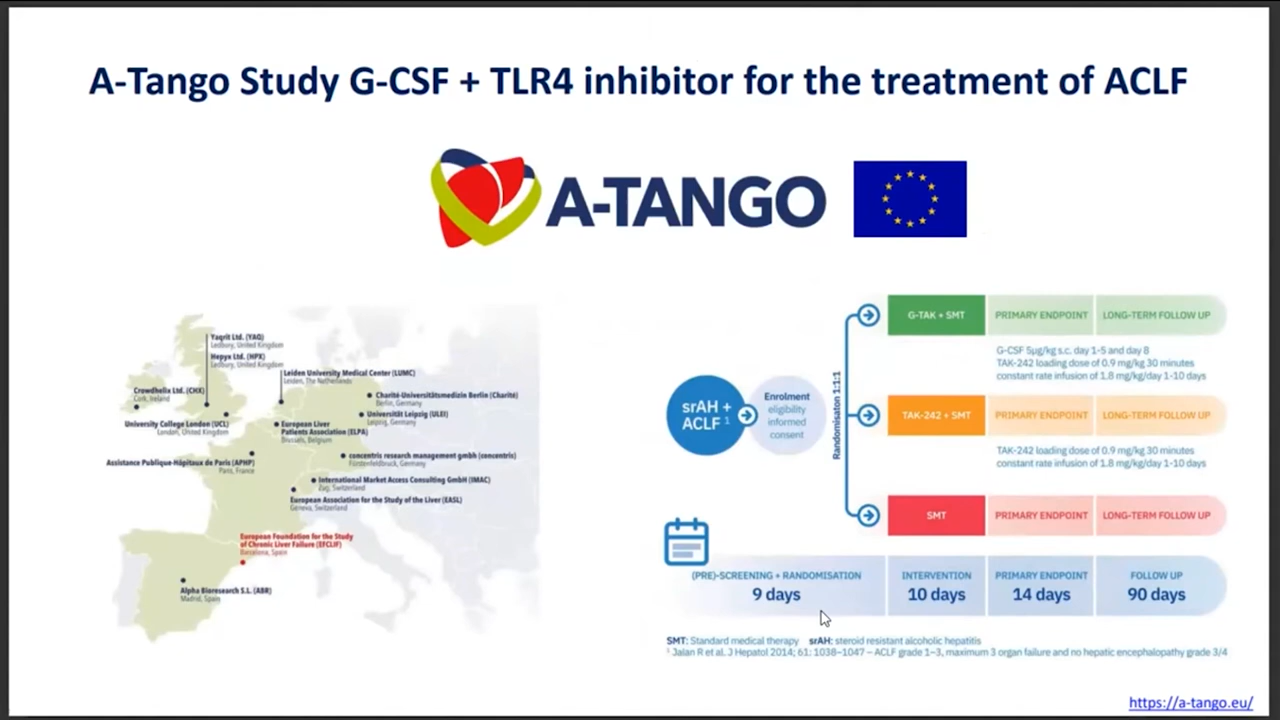 A-Tango Study G-CSF + TLR4 inhibitor for the treatment of ACLF
A-TANGO
Yaqrit Ltd. (YAQ)
Ledbury, United Kingdom
Hepyx Ltd. (HPX)
Ledbury, United Kingdom
Leiden University Medical Center (LUMC)
Leiden, The Netherlands
Crowdhelix Ltd. (CHX)
Cork, Ireland
Charité-Universitätsmedizin Berlin (Charité)
Berlin, Germany
Universität Leipzig (ULEI)
Leipzig, Germany
University College London (UCL)
London, United Kingdom
European Liver
Patients Association (ELPA)
Brussals, Belgium
Assistance Publique-Hôpitaux de Paris (APHP)
Paris, France
concentris research management gmbh (concentris)
Fürstenfeldbruck, Germany
International Market Access Consulting GmbH (IMAC)
Zug, Switzerland
European Association for the Study of the Liver (EASL)
Geneva, Switzerland
European Foundation for the Study
of Chronic Liver Failure (EFCLIF)
Barcelona, Spain
Alpha Bioresearch S.L. (ABR)
Madrid, Spain
srAH +
ACLF 1
Enrolment
eligibility
informed
consent
Randomisaton 1:1:1
G-TAK + SMT
PRIMARY ENDPOINT
LONG-TERM FOLLOW UP
G-CSF 5µg/kg s.c. day 1-5 and day 8
TAK-242 loading dose of 0.9 mg/kg 30 minutes
constant rate infusion of 1.8 mg/kg/day 1-10 days
TAK-242 + SMT
PRIMARY ENDPOINT
LONG-TERM FOLLOW UP
TAK-242 loading dose of 0.9 mg/kg 30 minutes
constant rate infusion of 1.8 mg/kg/day 1-10 days
SMT
PRIMARY ENDPOINT
LONG-TERM FOLLOW UP
(PRE)-SCREENING + RANDOMISATION
9 days
INTERVENTION
10 days
PRIMARY ENDPOINT
14 days
FOLLOW UP
90 days
SMT: Standard medical therapy srAH: steroid resistant alcoholic hepatitis
1 Jalan R et al. J Hepatol 2014; 61: 1038–1047 – ACLF grade 1–3, maximum 3 organ failure and no hepatic encephalopathy grade 3/4
https://a-tango.eu/